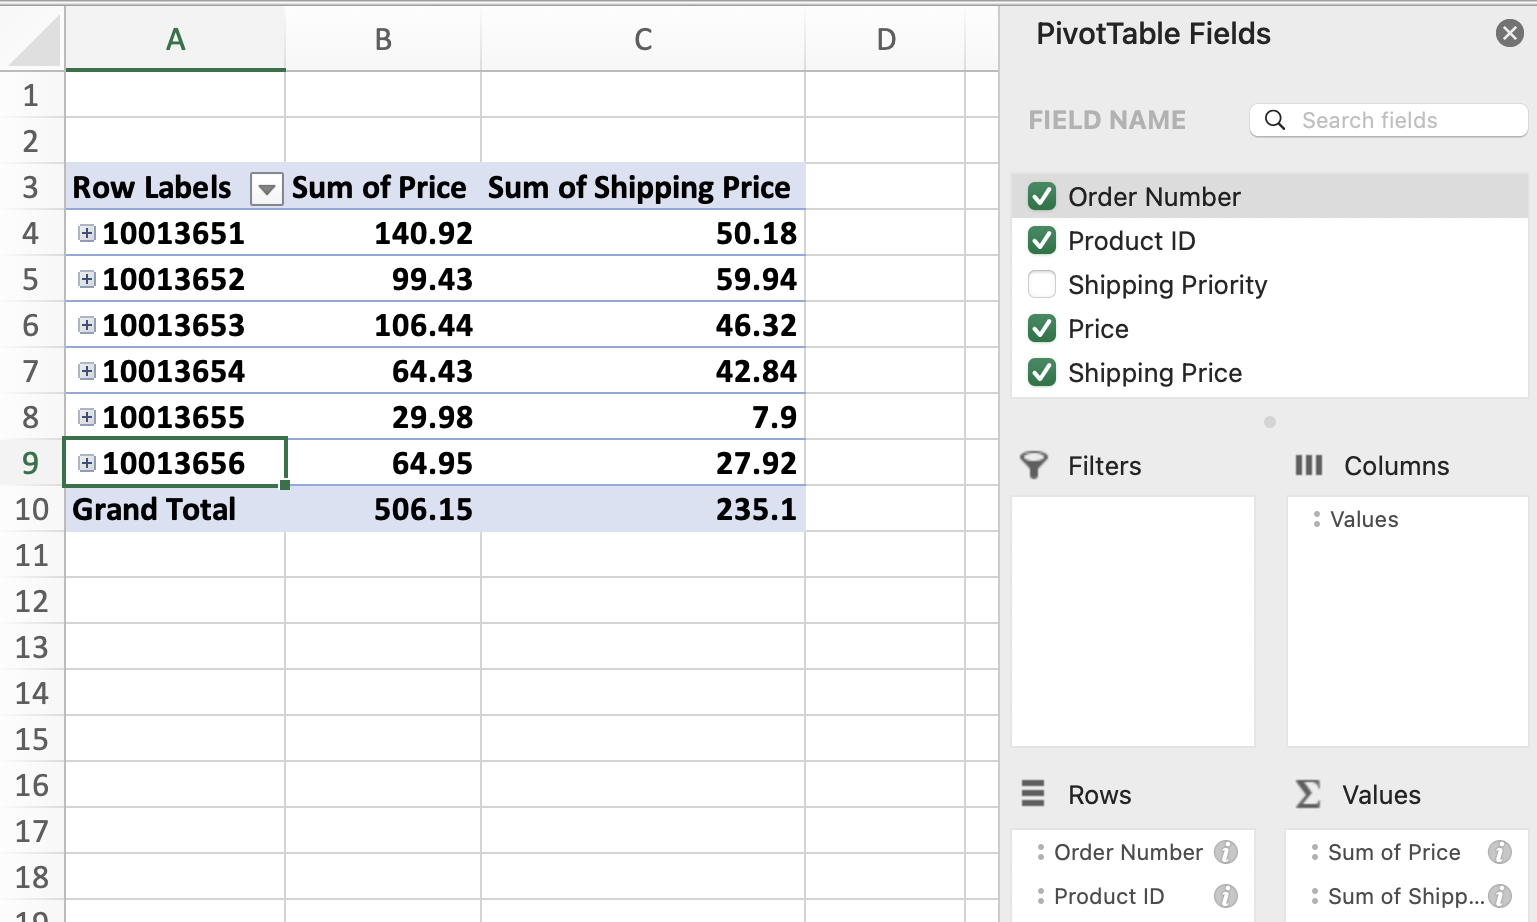 A B C D
PivotTable Fields
FIELD NAME
Search fields
1
2
3 Row Labels Sum of Price Sum of Shipping Price
4 10013651 140.92 50.18
5 10013652 99.43 59.94
6 10013653 106.44 46.32
7 10013654 64.43 42.84
8 10013655 29.98 7.9
9 10013656 64.95 27.92
10 Grand Total 506.15 235.1
11
12
13
14
15
16
17
18
19
Order Number
Product ID
Shipping Priority
Price
Shipping Price
Filters
Columns
Values
Rows
Order Number
Product ID
Values
Sum of Price
Sum of Shipp...